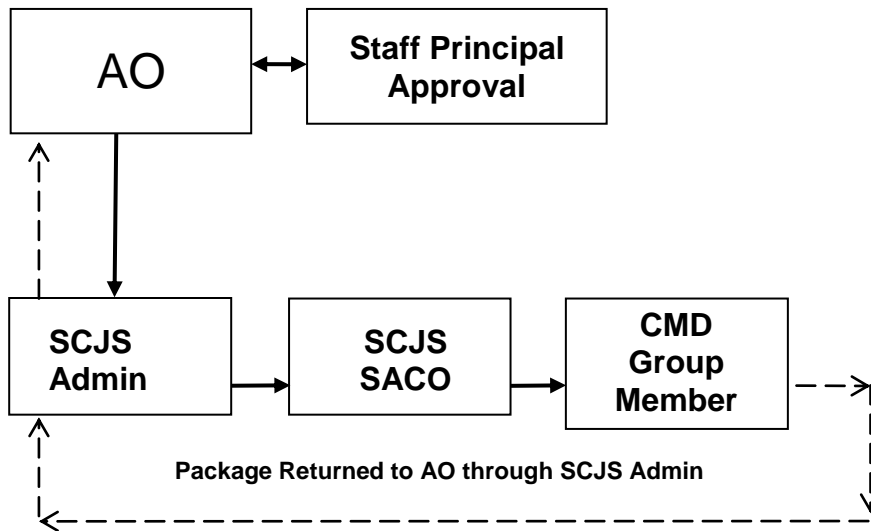 AO
Staff Principal
Approval
SCJS
Admin
SCJS
SACO
CMD
Group
Member
Package Returned to AO through SCJS Admin